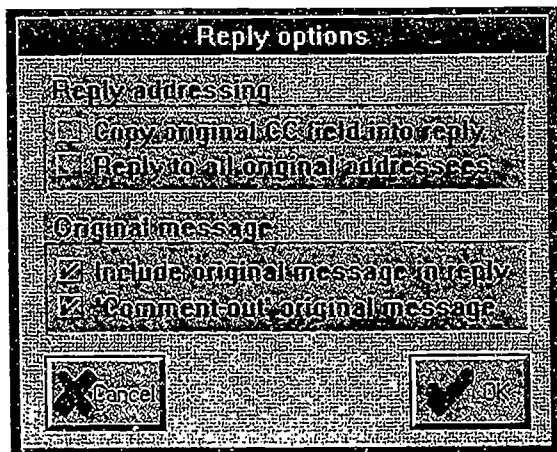 Reply options
Reply addressing
Copy original CC field into reply
Reply to all original addressees
Original message
Include original message in reply
'Comment-out' original message
Cancel
OK